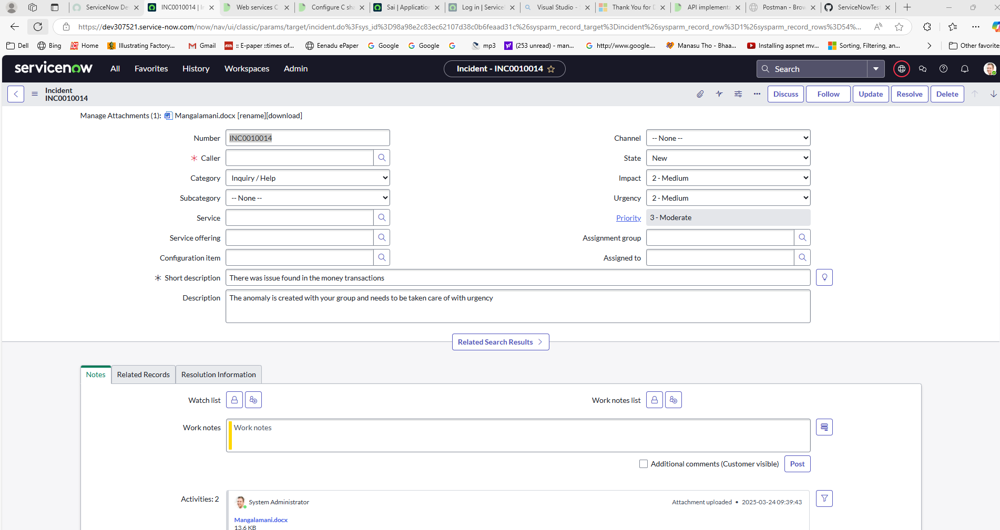 ServiceNow De
INC0010014 | I
Web services C
Configure C sha
Sai | Application
Log in | Service
Visual Studio -
Thank You for D
API implementa
Postman - Brow
ServiceNowTes
https://dev307521.service-now.com/now/nav/ui/classic/params/target/incident.do%3Fsys_id%3D98a98e2c83ec62107d38c0b6feaad31c%26sysparm_record_target%3Dincident%26sysparm_record_row%3D1%26sysparm_record_rows%3D54%...
Dell
Bing
Home
Illustrating Factory...
Gmail
:: E-paper ::times of...
Eenadu ePaper
Google
Google
mp3
(253 unread) - man...
http://www.google....
Manasu Tho - Bhaa...
Installing aspnet mv...
Sorting, Filtering, an...
Other favorite
servicenow
All
Favorites
History
Workspaces
Admin
Incident - INC0010014
Search
Incident
INC0010014
Discuss
Follow
Update
Resolve
Delete
Manage Attachments (1): Mangalamani.docx [rename][download]
Number
INC0010014
Channel
-- None --
* Caller
State
New
Category
Inquiry / Help
Impact
2 - Medium
Subcategory
-- None --
Urgency
2 - Medium
Service
Priority
3 - Moderate
Service offering
Assignment group
Configuration item
Assigned to
* Short description
There was issue found in the money transactions
Description
The anomaly is created with your group and needs to be taken care of with urgency
Related Search Results
Notes
Related Records
Resolution Information
Watch list
Work notes list
Work notes
Work notes
Additional comments (Customer visible)
Post
Activities: 2
System Administrator
Attachment uploaded • 2025-03-24 09:39:43
Mangalamani.docx
13.6 KB